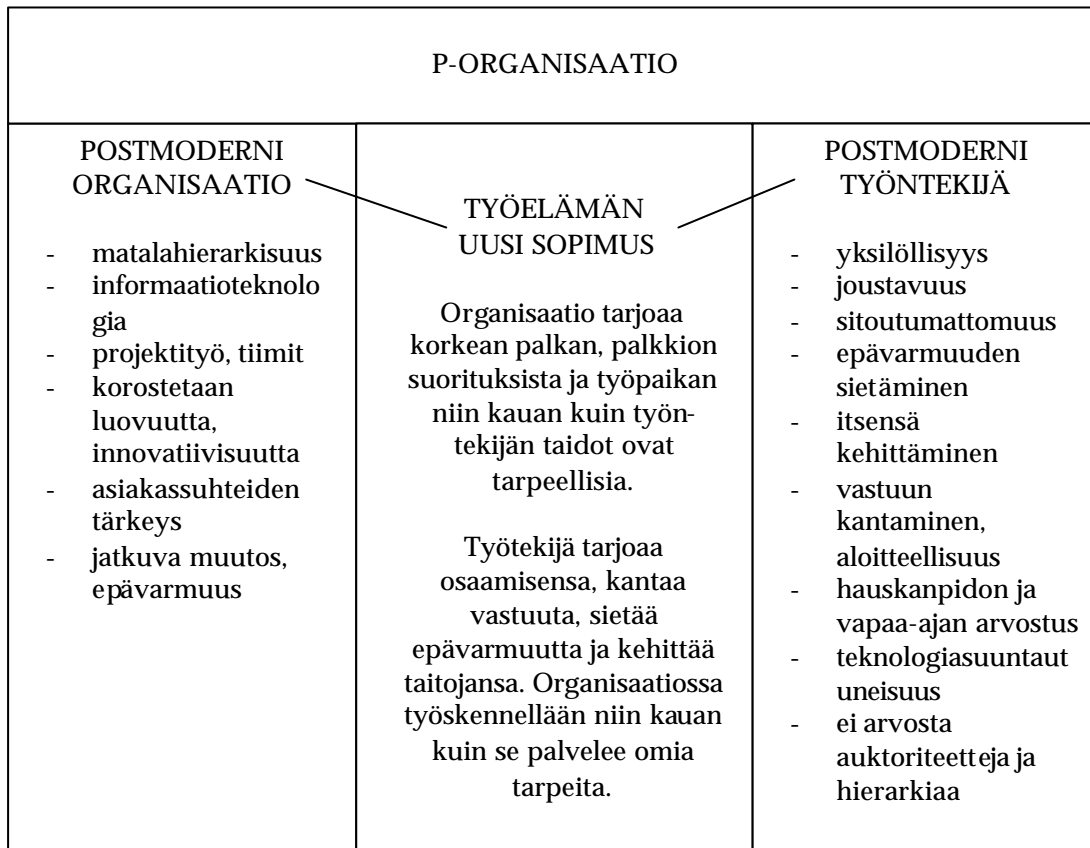 P-ORGANISAATIO
POSTMODERNI
ORGANISAATIO
- matalahierarkisuus
- informaatioteknolo
gia
- projektityö, tiimit
- korostetaan
luovuutta,
innovatiivisuutta
- asiakassuhteiden
tärkeys
- jatkuva muutos,
epävarmuus
TYÖELÄMÄN
UUSI SOPIMUS
Organisaatio tarjoaa
korkean palkan, palkkion
suorituksista ja työpaikan
niin kauan kuin työn-
tekijän taidot ovat
tarpeellisia.
Työtekijä tarjoaa
osaamisensa, kantaa
vastuuta, sietää
epävarmuutta ja kehittää
taitojansa. Organisaatiossa
työskennellään niin kauan
kuin se palvelee omia
tarpeita.
POSTMODERNI
TYÖNTEKIJÄ
- yksilöllisyys
- joustavuus
- sitoutumattomuus
- epävarmuuden
sietäminen
- itsensä
kehittäminen
- vastuun
kantaminen,
aloitteellisuus
- hauskanpidon ja
vapaa-ajan arvostus
- teknologiasuuntaut
uneisuus
- ei arvosta
auktoriteetteja ja
hierarkiaa